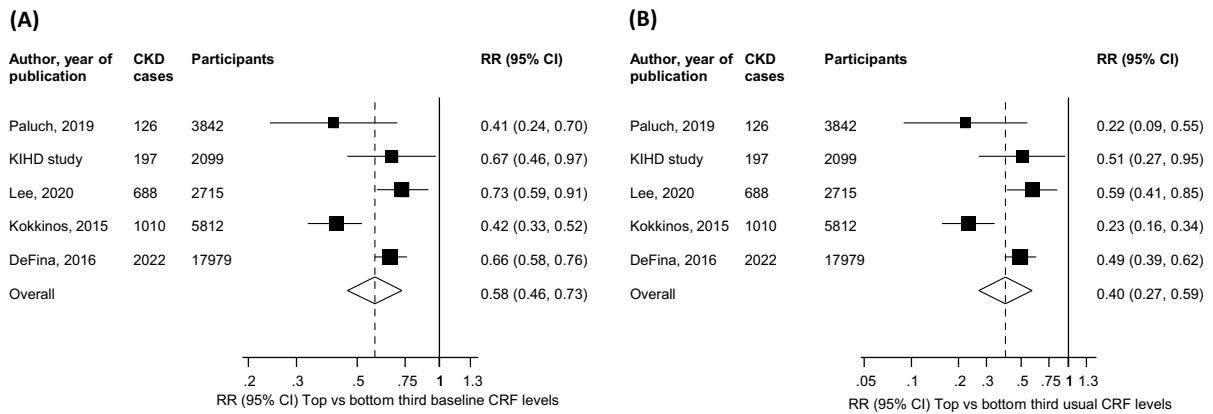 (A)
Author, year of publication CKD cases Participants RR (95% CI)
Paluch, 2019 126 3842 0.41 (0.24, 0.70)
KIHD study 197 2099 0.67 (0.46, 0.97)
Lee, 2020 688 2715 0.73 (0.59, 0.91)
Kokkinos, 2015 1010 5812 0.42 (0.33, 0.52)
DeFina, 2016 2022 17979 0.66 (0.58, 0.76)
Overall 0.58 (0.46, 0.73)
.2 .3 .5 .75 1 1.3
RR (95% CI) Top vs bottom third baseline CRF levels
(B)
Author, year of publication CKD cases Participants RR (95% CI)
Paluch, 2019 126 3842 0.22 (0.09, 0.55)
KIHD study 197 2099 0.51 (0.27, 0.95)
Lee, 2020 688 2715 0.59 (0.41, 0.85)
Kokkinos, 2015 1010 5812 0.23 (0.16, 0.34)
DeFina, 2016 2022 17979 0.49 (0.39, 0.62)
Overall 0.40 (0.27, 0.59)
.05 .1 .2 .3 .5 .75 1 1.3
RR (95% CI) Top vs bottom third usual CRF levels